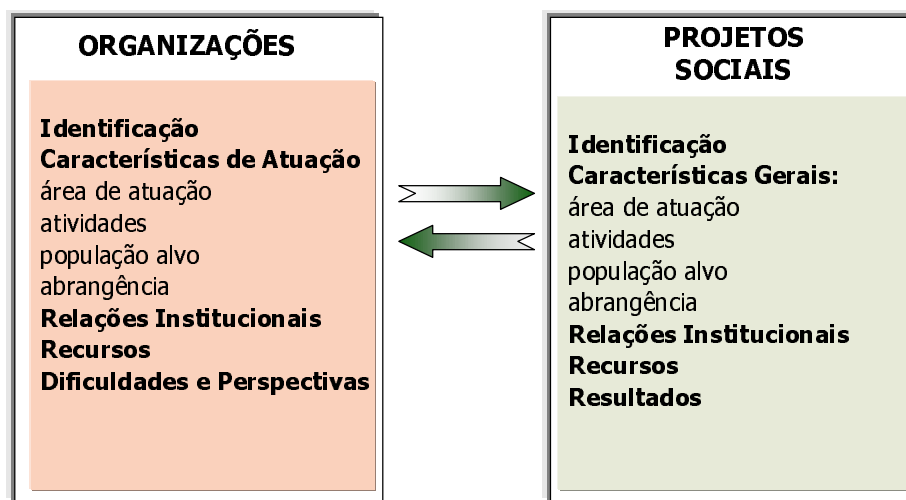 ORGANIZAÇÕES
Identificação
Características de Atuação
área de atuação
atividades
população alvo
abrangência
Relações Institucionais
Recursos
Dificuldades e Perspectivas
PROJETOS
SOCIAIS
Identificação
Características Gerais:
área de atuação
atividades
população alvo
abrangência
Relações Institucionais
Recursos
Resultados